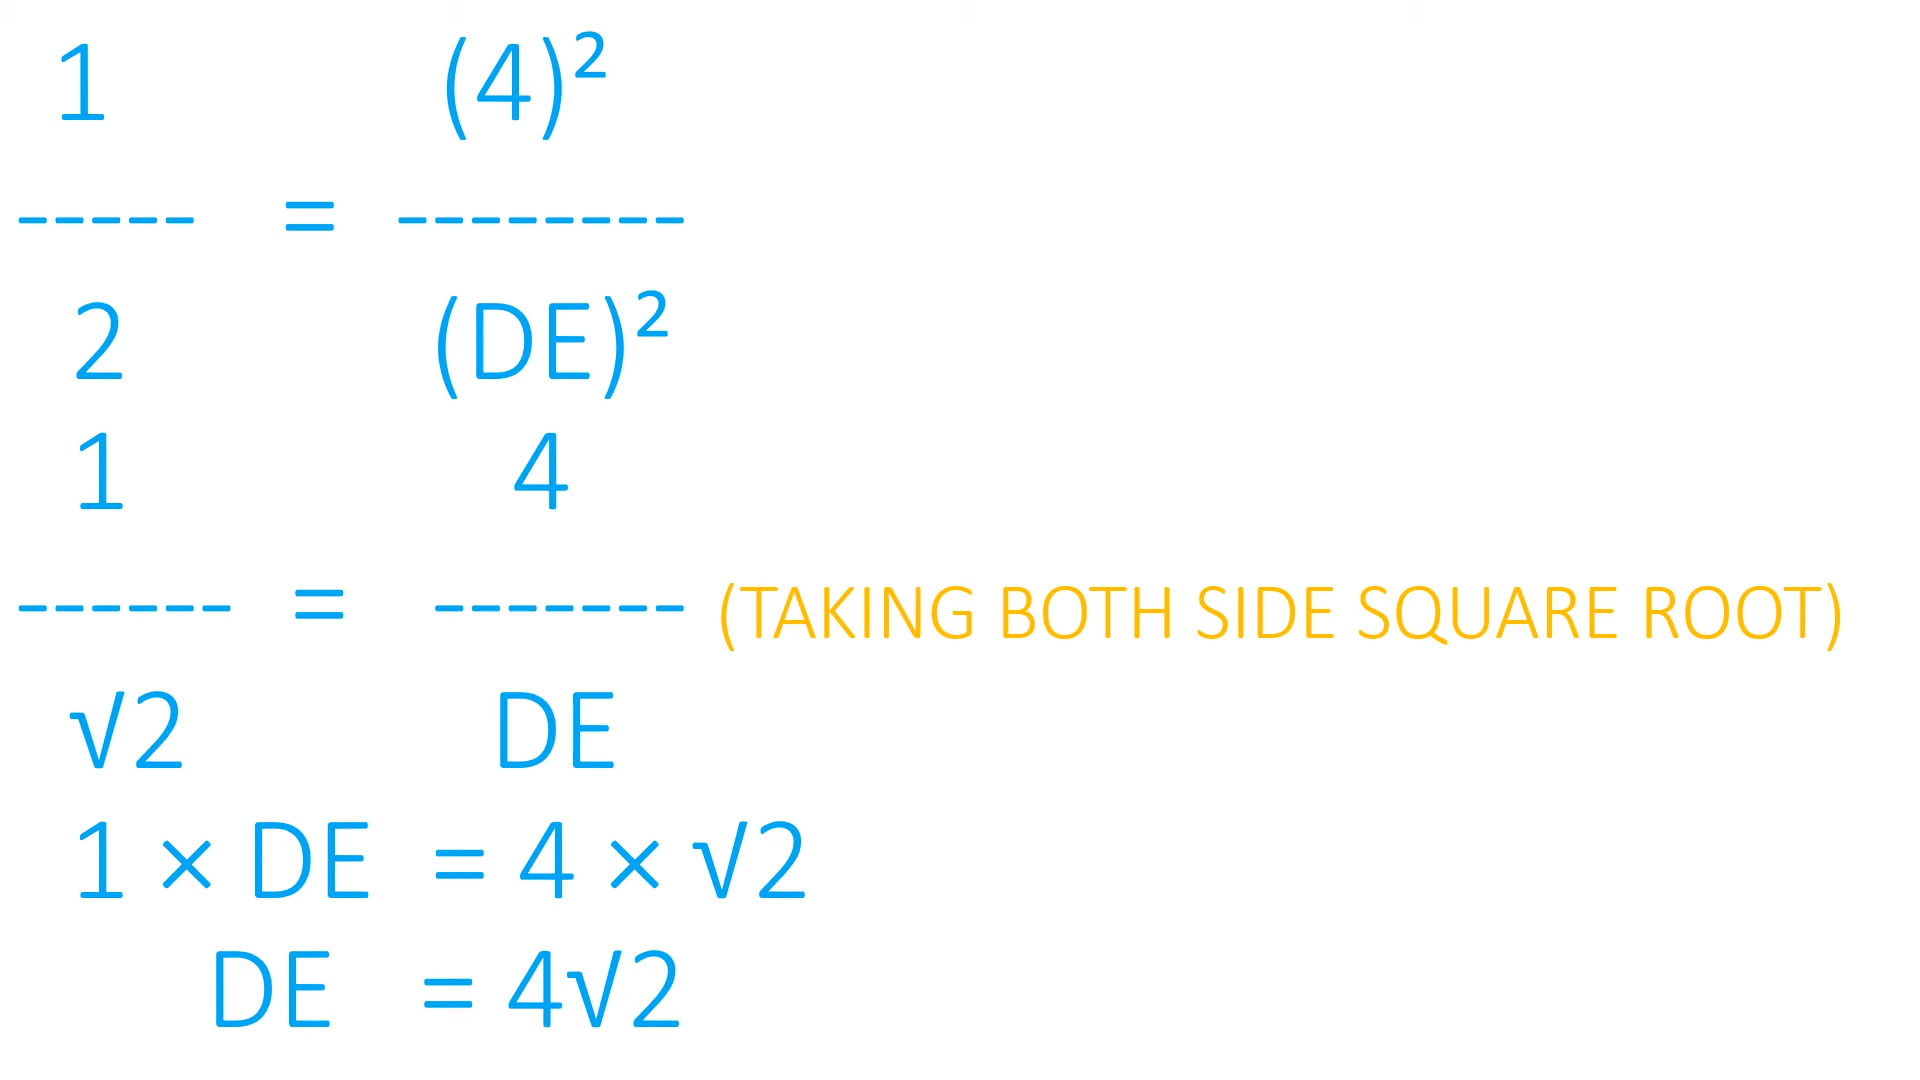 1 (4)²
----- = --------
2 (DE)²
1 4
------ = ------- (TAKING BOTH SIDE SQUARE ROOT)
√2 DE
1 × DE = 4 × √2
DE = 4√2